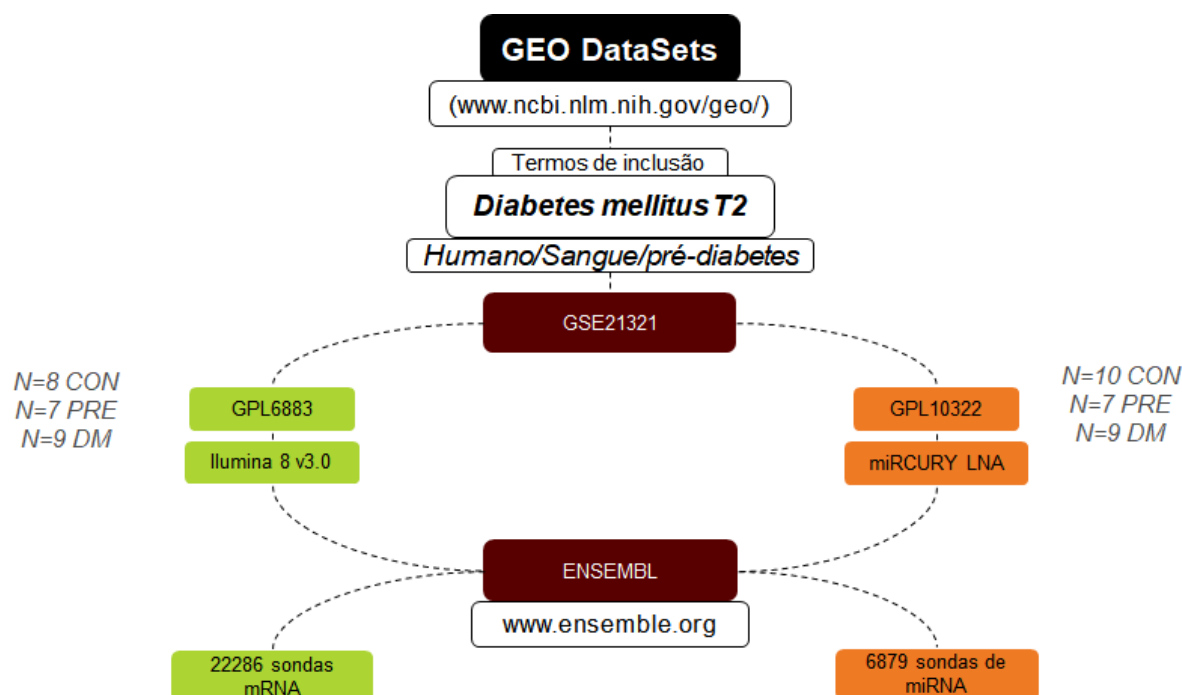 GEO DataSets
(www.ncbi.nlm.nih.gov/geo/)
Termos de inclusão
Diabetes mellitus T2
Humano/Sangue/pré-diabetes
GSE21321
N=8 CON
N=7 PRE
N=9 DM
GPL6883
Ilumina 8 v3.0
GPL10322
miRCURY LNA
N=10 CON
N=7 PRE
N=9 DM
ENSEMBL
www.ensemble.org
22286 sondas
mRNA
6879 sondas de
miRNA